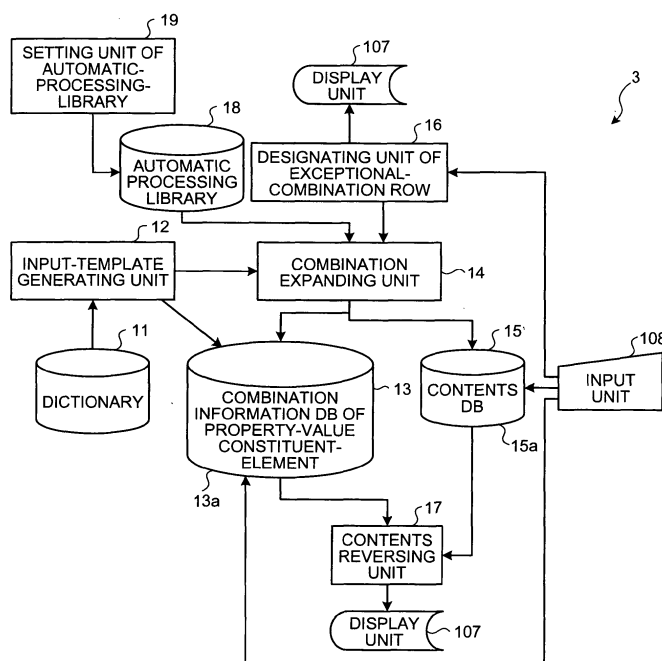 19
SETTING UNIT OF
AUTOMATIC-
PROCESSING-
LIBRARY
107
DISPLAY
UNIT
3
18
AUTOMATIC
PROCESSING
LIBRARY
16
DESIGNATING UNIT OF
EXCEPTIONAL-
COMBINATION ROW
12
INPUT-TEMPLATE
GENERATING UNIT
COMBINATION
EXPANDING UNIT
14
11
DICTIONARY
13
COMBINATION
INFORMATION DB OF
PROPERTY-VALUE
CONSTITUENT-
ELEMENT
13a
15
CONTENTS
DB
15a
108
INPUT
UNIT
17
CONTENTS
REVERSING
UNIT
DISPLAY
UNIT
107